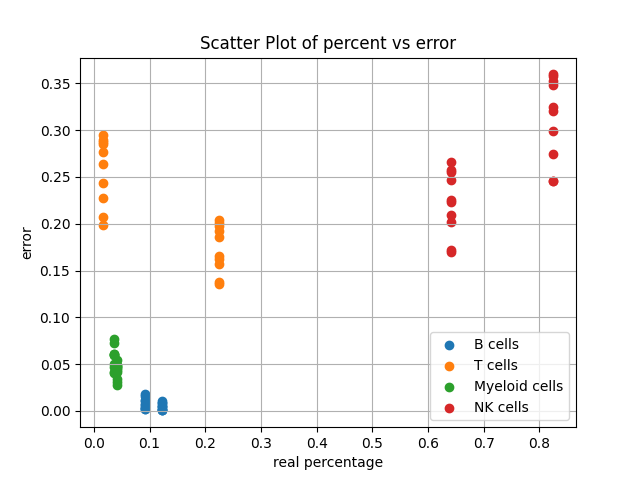 Scatter Plot of percent vs error
error
0.35
0.30
0.25
0.20
0.15
0.10
0.05
0.00
B cells
T cells
Myeloid cells
NK cells
0.0 0.1 0.2 0.3 0.4 0.5 0.6 0.7 0.8
real percentage